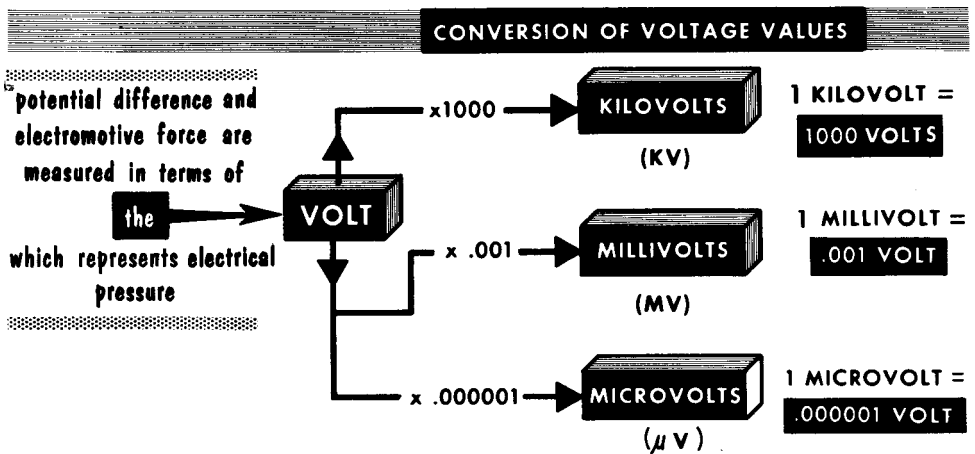 CONVERSION OF VOLTAGE VALUES
potential difference and
electromotive force are
measured in terms of
the
VOLT
which represents electrical
pressure
x1000
KILOVOLTS
(KV)
1 KILOVOLT =
1000 VOLTS
x .001
MILLIVOLTS
(MV)
1 MILLIVOLT =
.001 VOLT
x .000001
MICROVOLTS
(μ V)
1 MICROVOLT =
.000001 VOLT